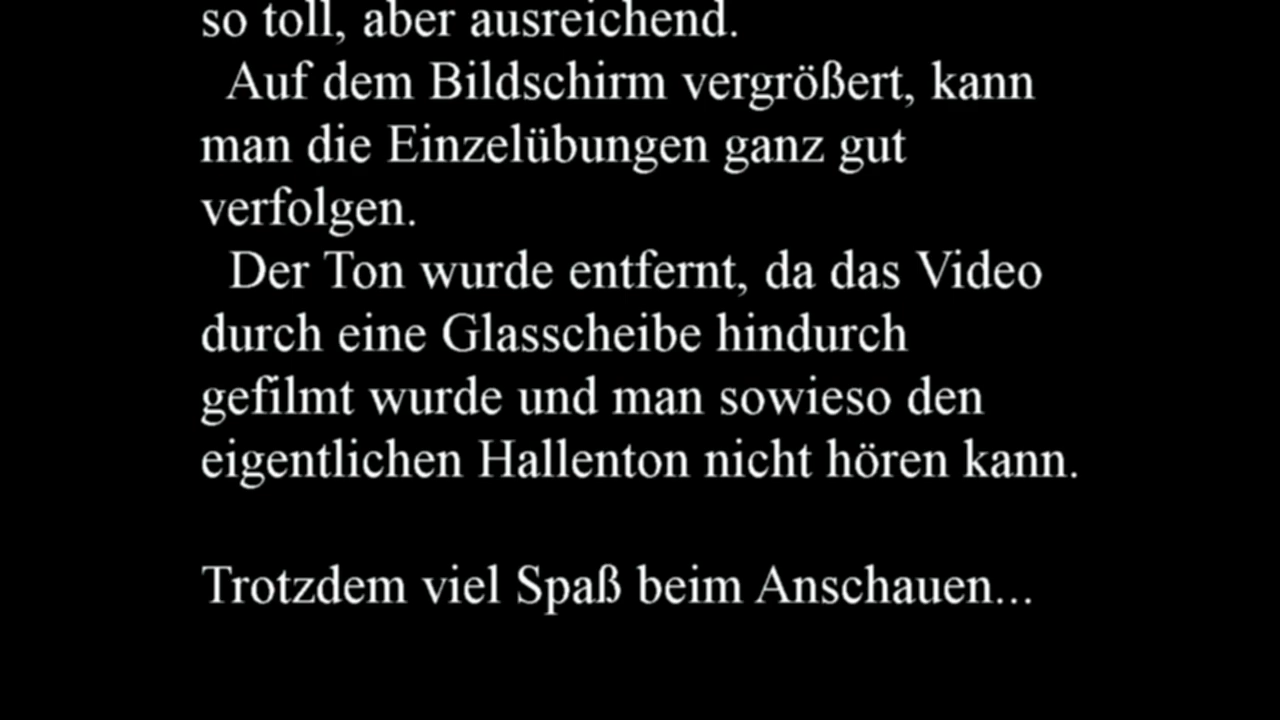 so toll, aber ausreichend.
Auf dem Bildschirm vergrößert, kann
man die Einzelübungen ganz gut
verfolgen.
Der Ton wurde entfernt, da das Video
durch eine Glasscheibe hindurch
gefilmt wurde und man sowieso den
eigentlichen Hallenton nicht hören kann.
Trotzdem viel Spaß beim Anschauen...